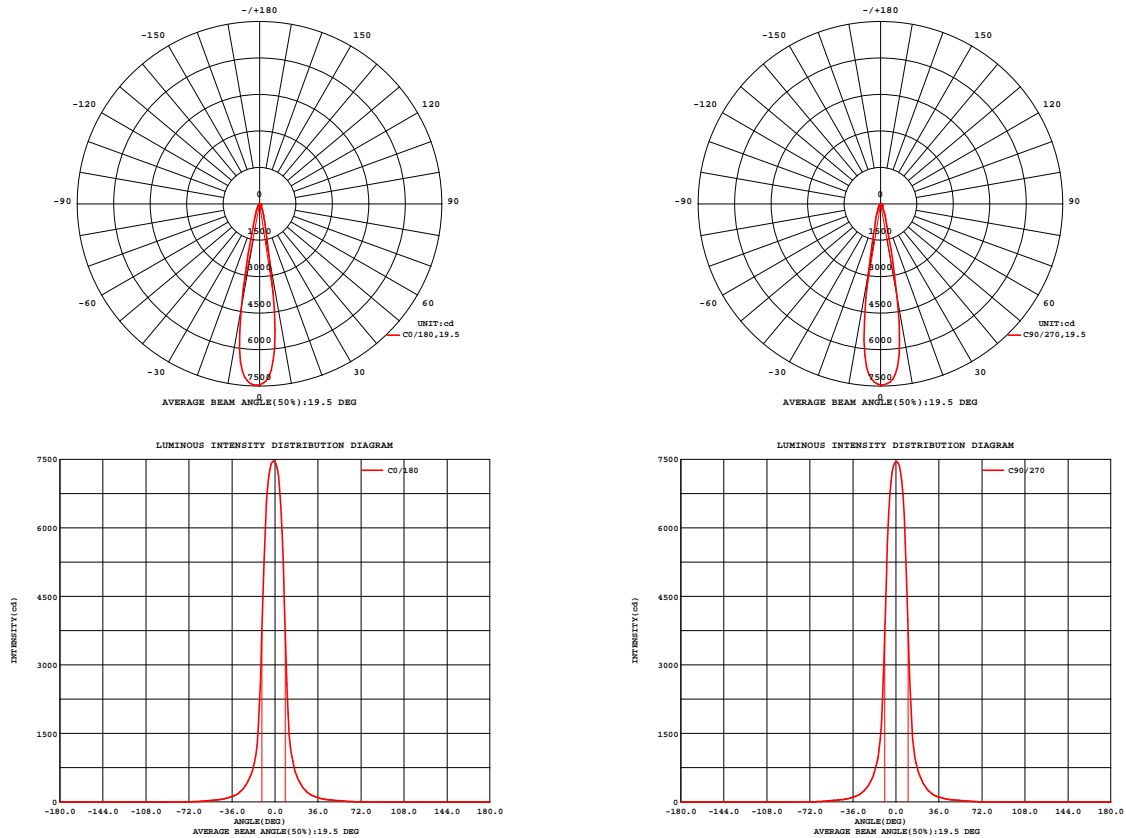 -/+180
-150
150
-120
120
-90
90
-60
60
-30
30
0
0
1500
3000
4500
6000
7500
UNIT:cd
C0/180,19.5
AVERAGE BEAM ANGLE(50%):19.5 DEG
-/+180
-150
150
-120
120
-90
90
-60
60
-30
30
0
0
1500
3000
4500
6000
7500
UNIT:cd
C90/270,19.5
AVERAGE BEAM ANGLE(50%):19.5 DEG
LUMINOUS INTENSITY DISTRIBUTION DIAGRAM
C0/180
INTENSITY(cd)
7500
6000
4500
3000
1500
0
-180.0 -144.0 -108.0 -72.0 -36.0 0.0 36.0 72.0 108.0 144.0 180.0
ANGLE(DEG)
AVERAGE BEAM ANGLE(50%):19.5 DEG
LUMINOUS INTENSITY DISTRIBUTION DIAGRAM
C90/270
INTENSITY(cd)
7500
6000
4500
3000
1500
0
-180.0 -144.0 -108.0 -72.0 -36.0 0.0 36.0 72.0 108.0 144.0 180.0
ANGLE(DEG)
AVERAGE BEAM ANGLE(50%):19.5 DEG